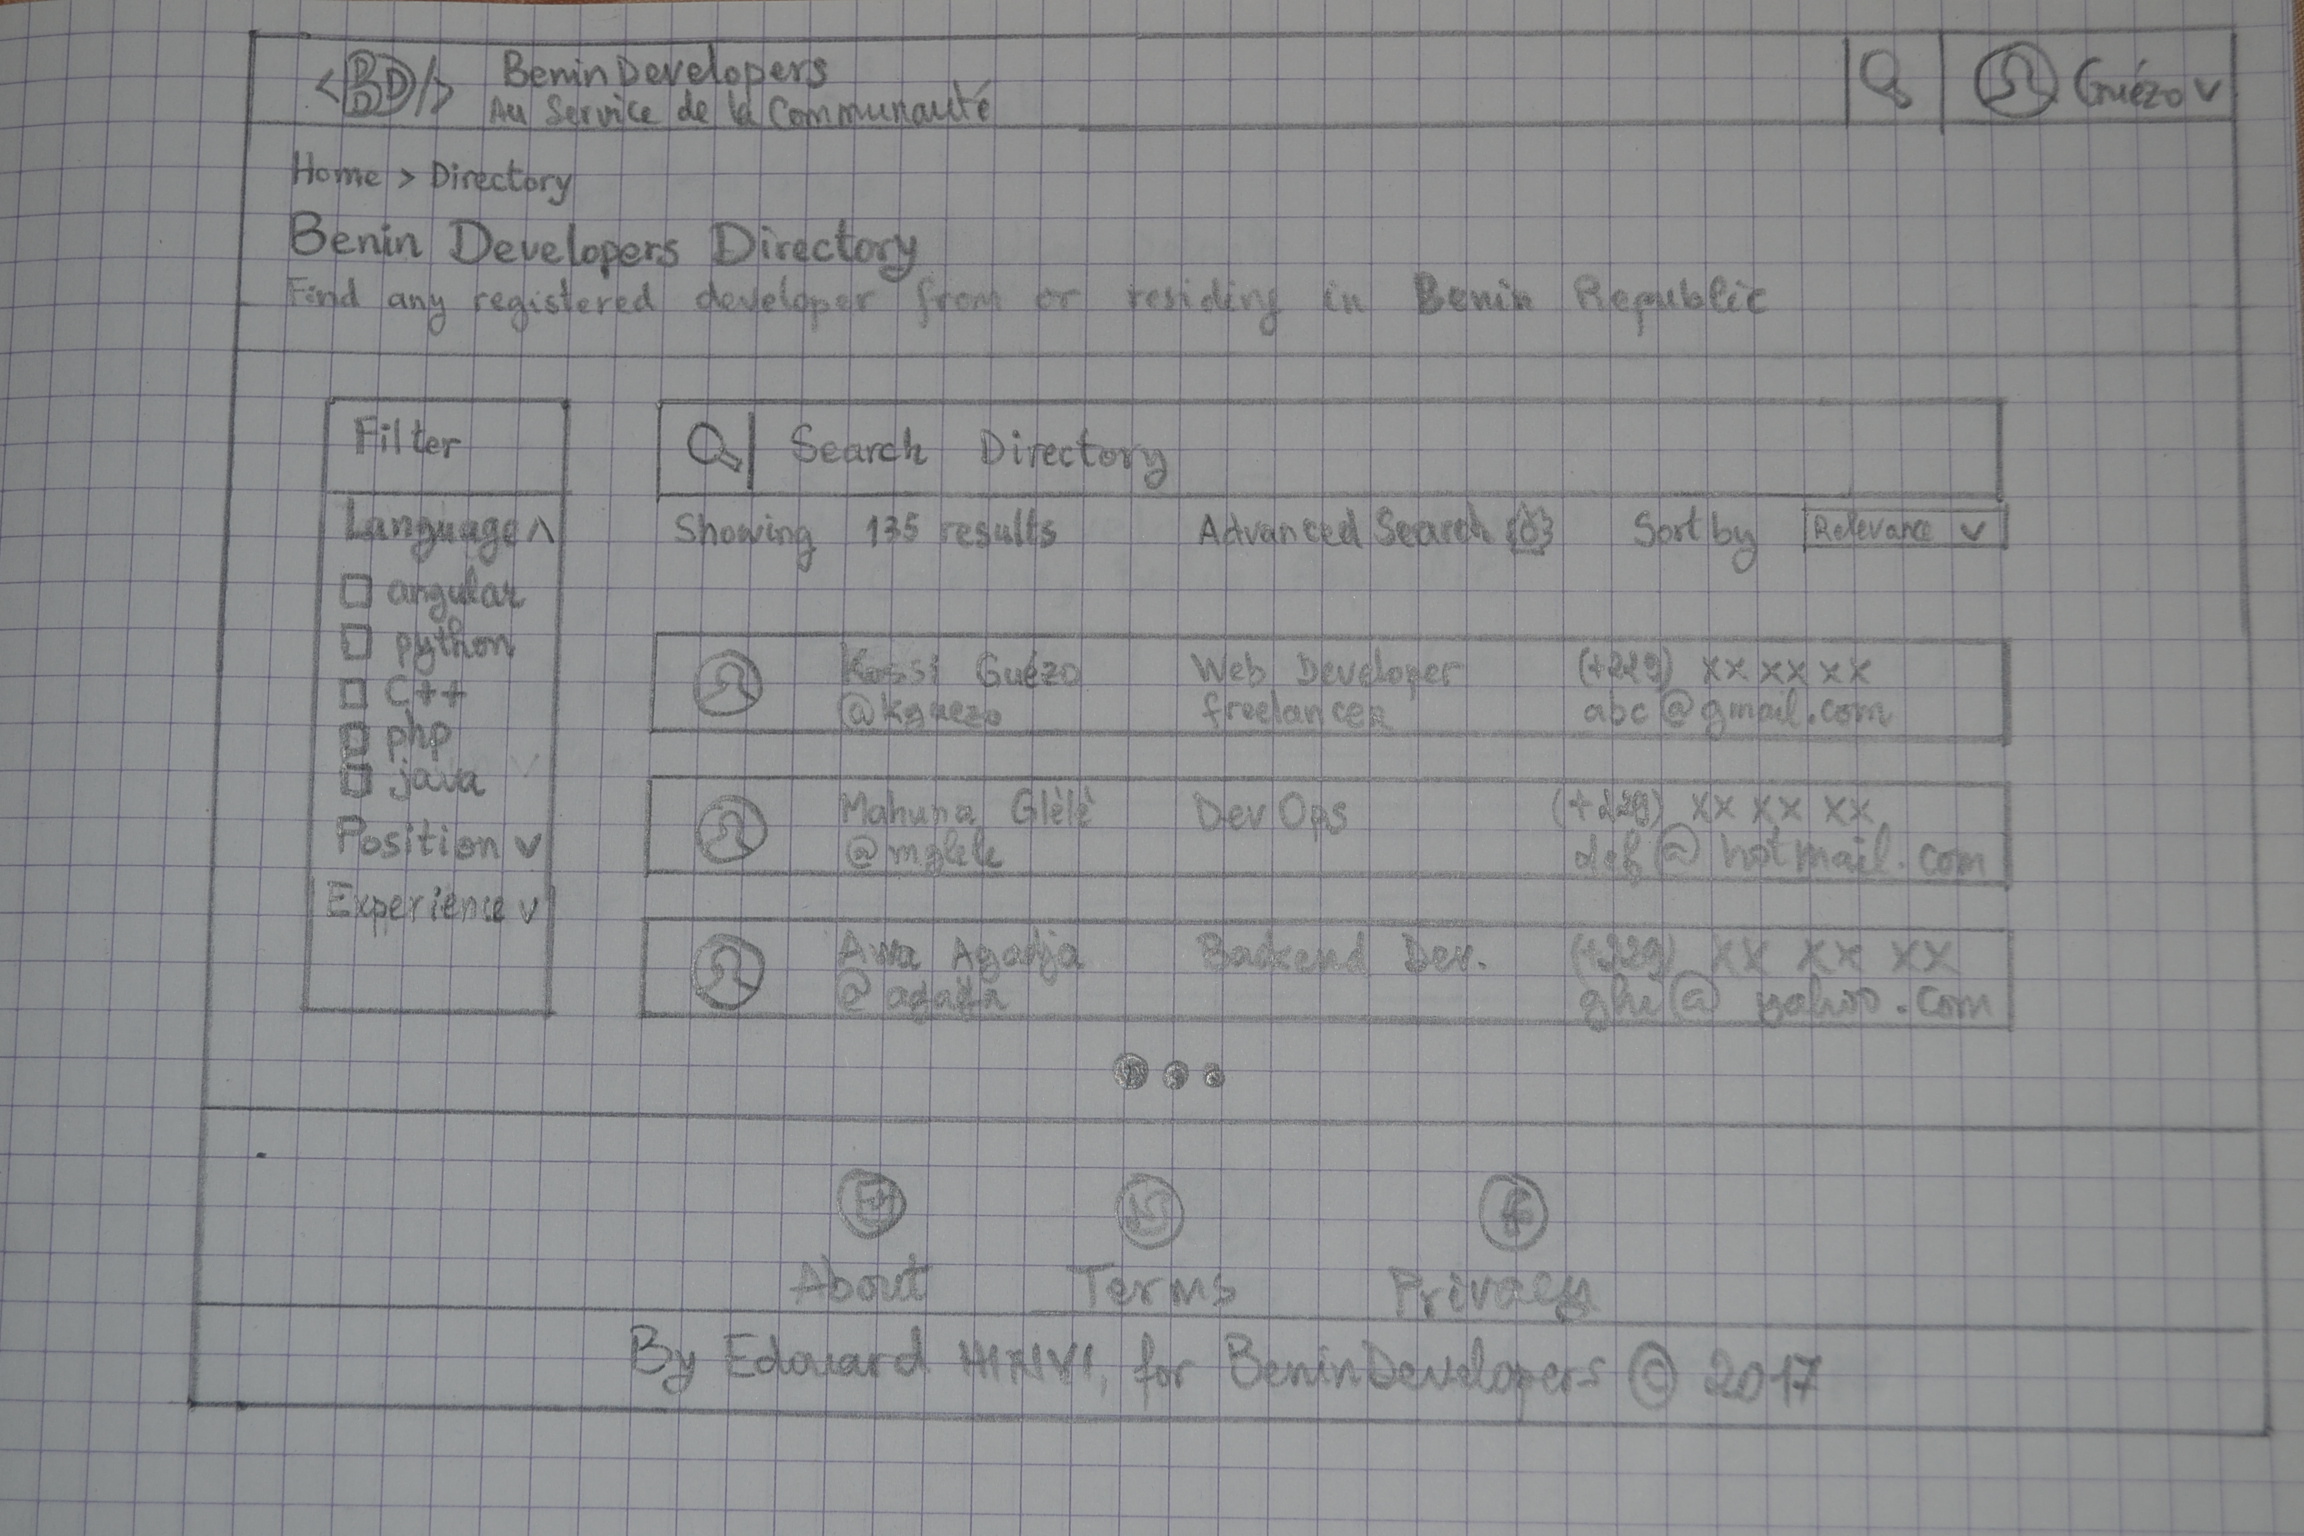 <BDD/> BeninDevelopers
Au Service de la Communauté
Guézo
Home > Directory
Benin Developers Directory
Find any registered developer from or residing in Benin Republic
Filter
Language
angular
python
C++
php
java
Position
Experience
Search Directory
Showing 135 results Advanced Search Sort by Relevance
Kossi Guézo Web Developer (+229) xx xx xx
@kguezo freelancer abc@gmail.com
Mahuna Glèlè DevOps (+229) xx xx xx
@mglele def@hotmail.com
Awa Agadja Backend Dev. (+229) xx xx xx
ghi@yahoo.com
About Terms Privacy
By Edouard for BeninDevelopers © 2017